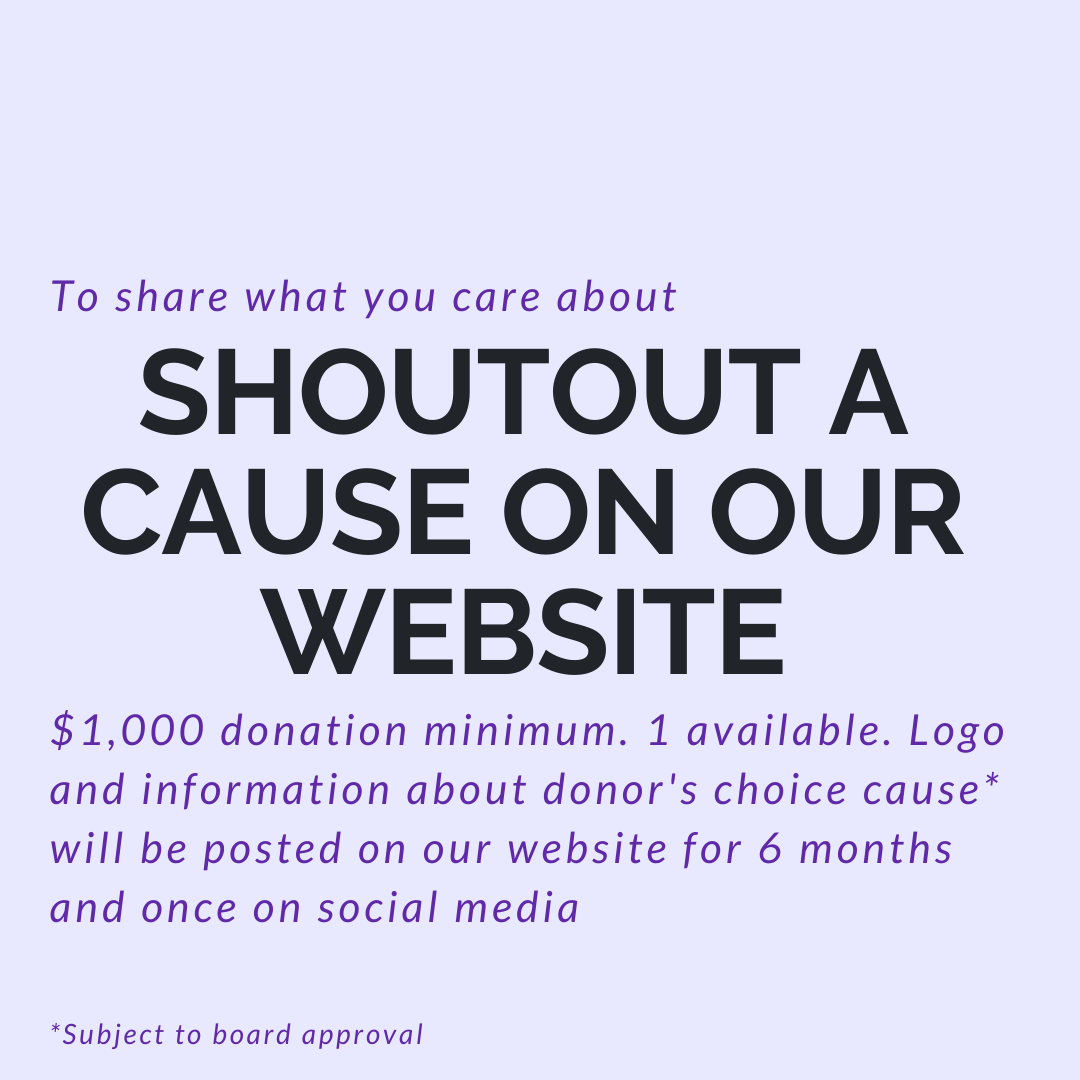 To share what you care about
SHOUTOUT A
CAUSE ON OUR
WEBSITE
$1,000 donation minimum. 1 available. Logo
and information about donor's choice cause*
will be posted on our website for 6 months
and once on social media
*Subject to board approval